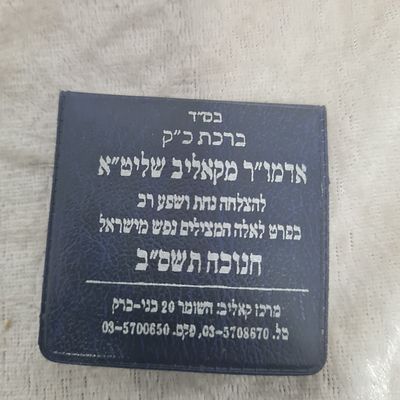 בס״ד
ברכת כ״ק
אדמו״ר מקאליב שליט״א
להצלחה נחת ושפע רב
בפרט לאלה המצילים נפש מישראל
חנוכה תשס״ב
מרכז קאליב: השומר 20 בני-ברק
טל. 03-5708670, פקס. 03-5700650